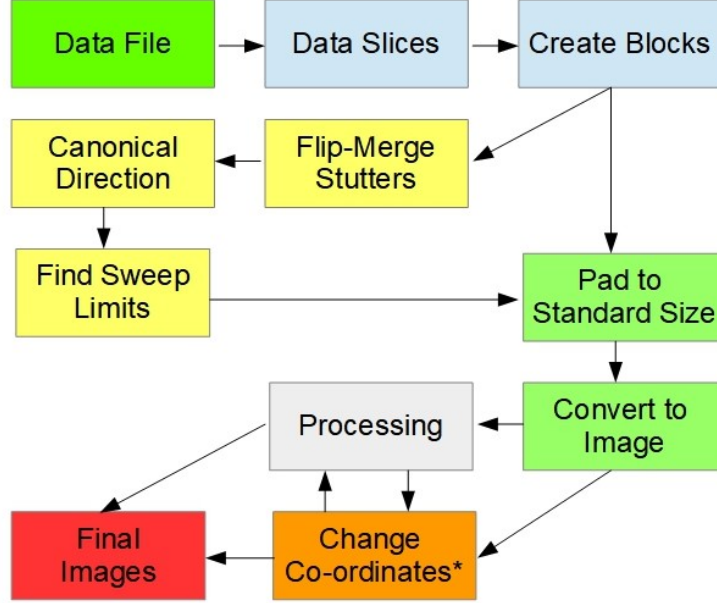 Data File
Data Slices
Create Blocks
Canonical
Direction
Flip-Merge
Stutters
Find Sweep
Limits
Pad to
Standard Size
Processing
Convert to
Image
Final
Images
Change
Co-ordinates*